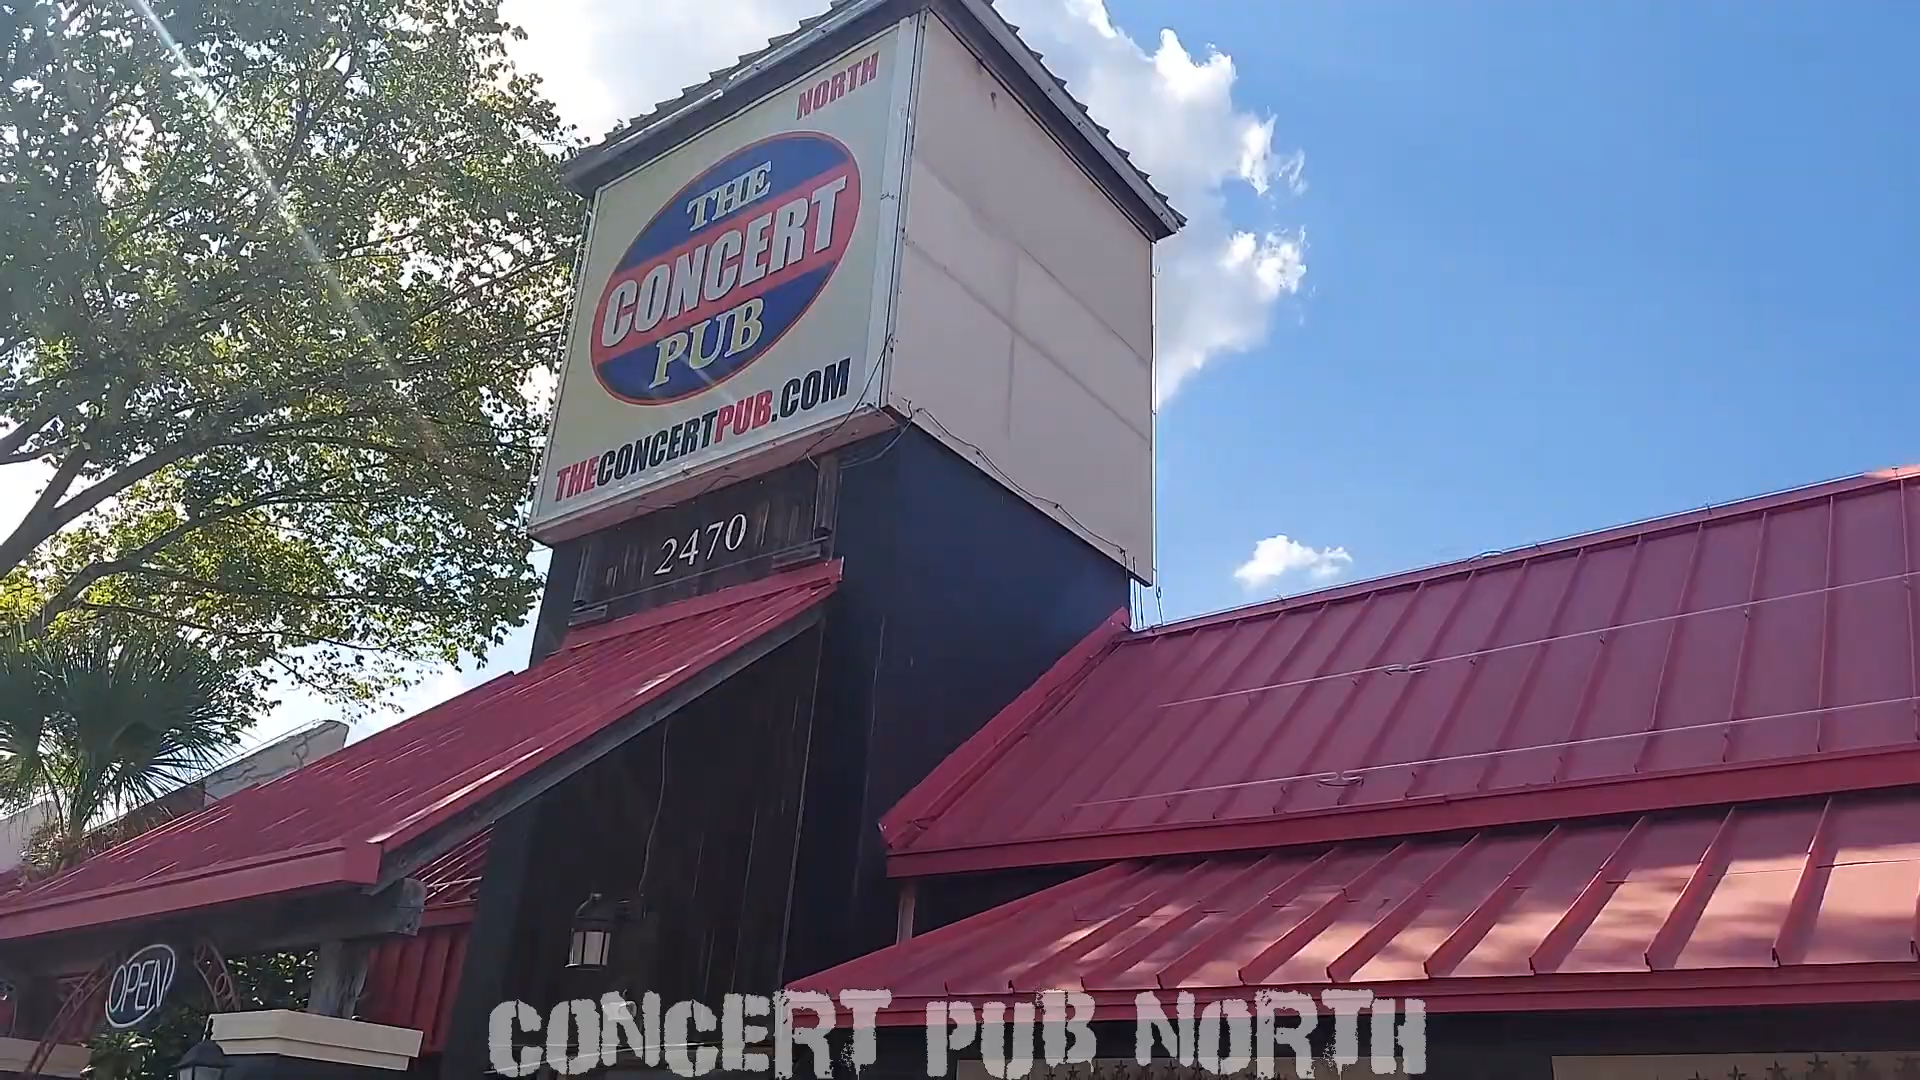 NORTH
THE
CONCERT
PUB
THECONCERTPUB.COM
2470
OPEN
CONCERT PUB NORTH